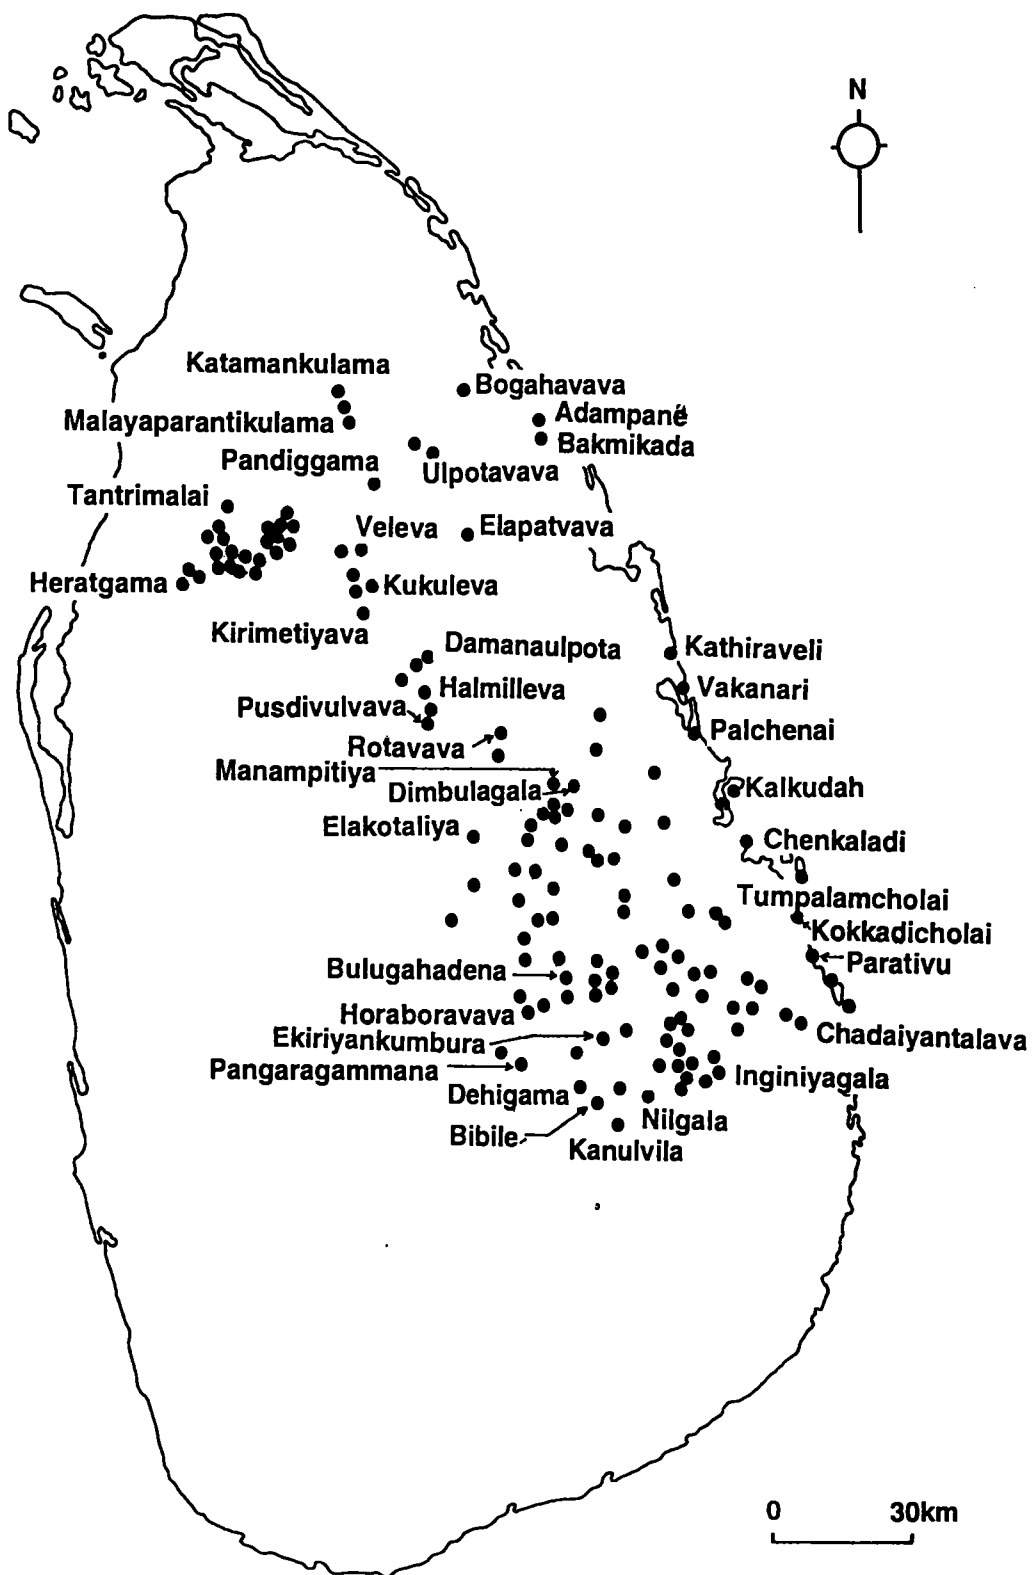 N
Katamankulama
Bogahavava
Malayaparantikulama
Adampane
Bakmikada
Pandiggama
Ulpotavava
Tantrimalai
Veleva
Elapatvava
Heratgama
Kukuleva
Kirimetiyava
Damanaulpota
Kathiraveli
Halmilleva
Vakanari
Pusdivulvava
Palchenai
Rotavava
Manampitiya
Dimbulagala
Kalkudah
Elakotaliya
Chenkaladi
Tumpalamcholai
Kokkadicholai
Parativu
Bulugahadena
Horaboravava
Chadaiyantalava
Ekiriyankumbura
Pangaragammana
Inginiyagala
Dehigama
Nilgala
Bibile
Kanulvila
0 30km